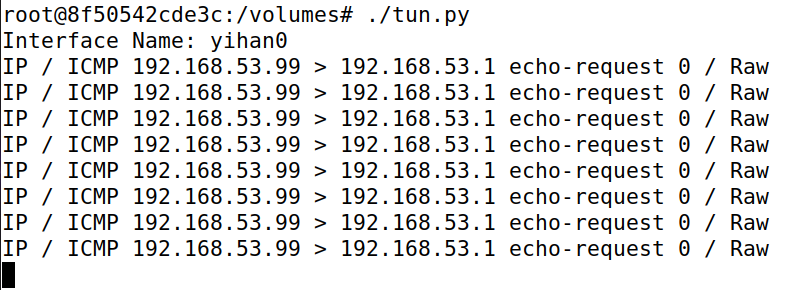 root@8f50542cde3c:/volumes# ./tun.py
Interface Name: yihan0
IP / ICMP 192.168.53.99 > 192.168.53.1 echo-request 0 / Raw
IP / ICMP 192.168.53.99 > 192.168.53.1 echo-request 0 / Raw
IP / ICMP 192.168.53.99 > 192.168.53.1 echo-request 0 / Raw
IP / ICMP 192.168.53.99 > 192.168.53.1 echo-request 0 / Raw
IP / ICMP 192.168.53.99 > 192.168.53.1 echo-request 0 / Raw
IP / ICMP 192.168.53.99 > 192.168.53.1 echo-request 0 / Raw
IP / ICMP 192.168.53.99 > 192.168.53.1 echo-request 0 / Raw
IP / ICMP 192.168.53.99 > 192.168.53.1 echo-request 0 / Raw